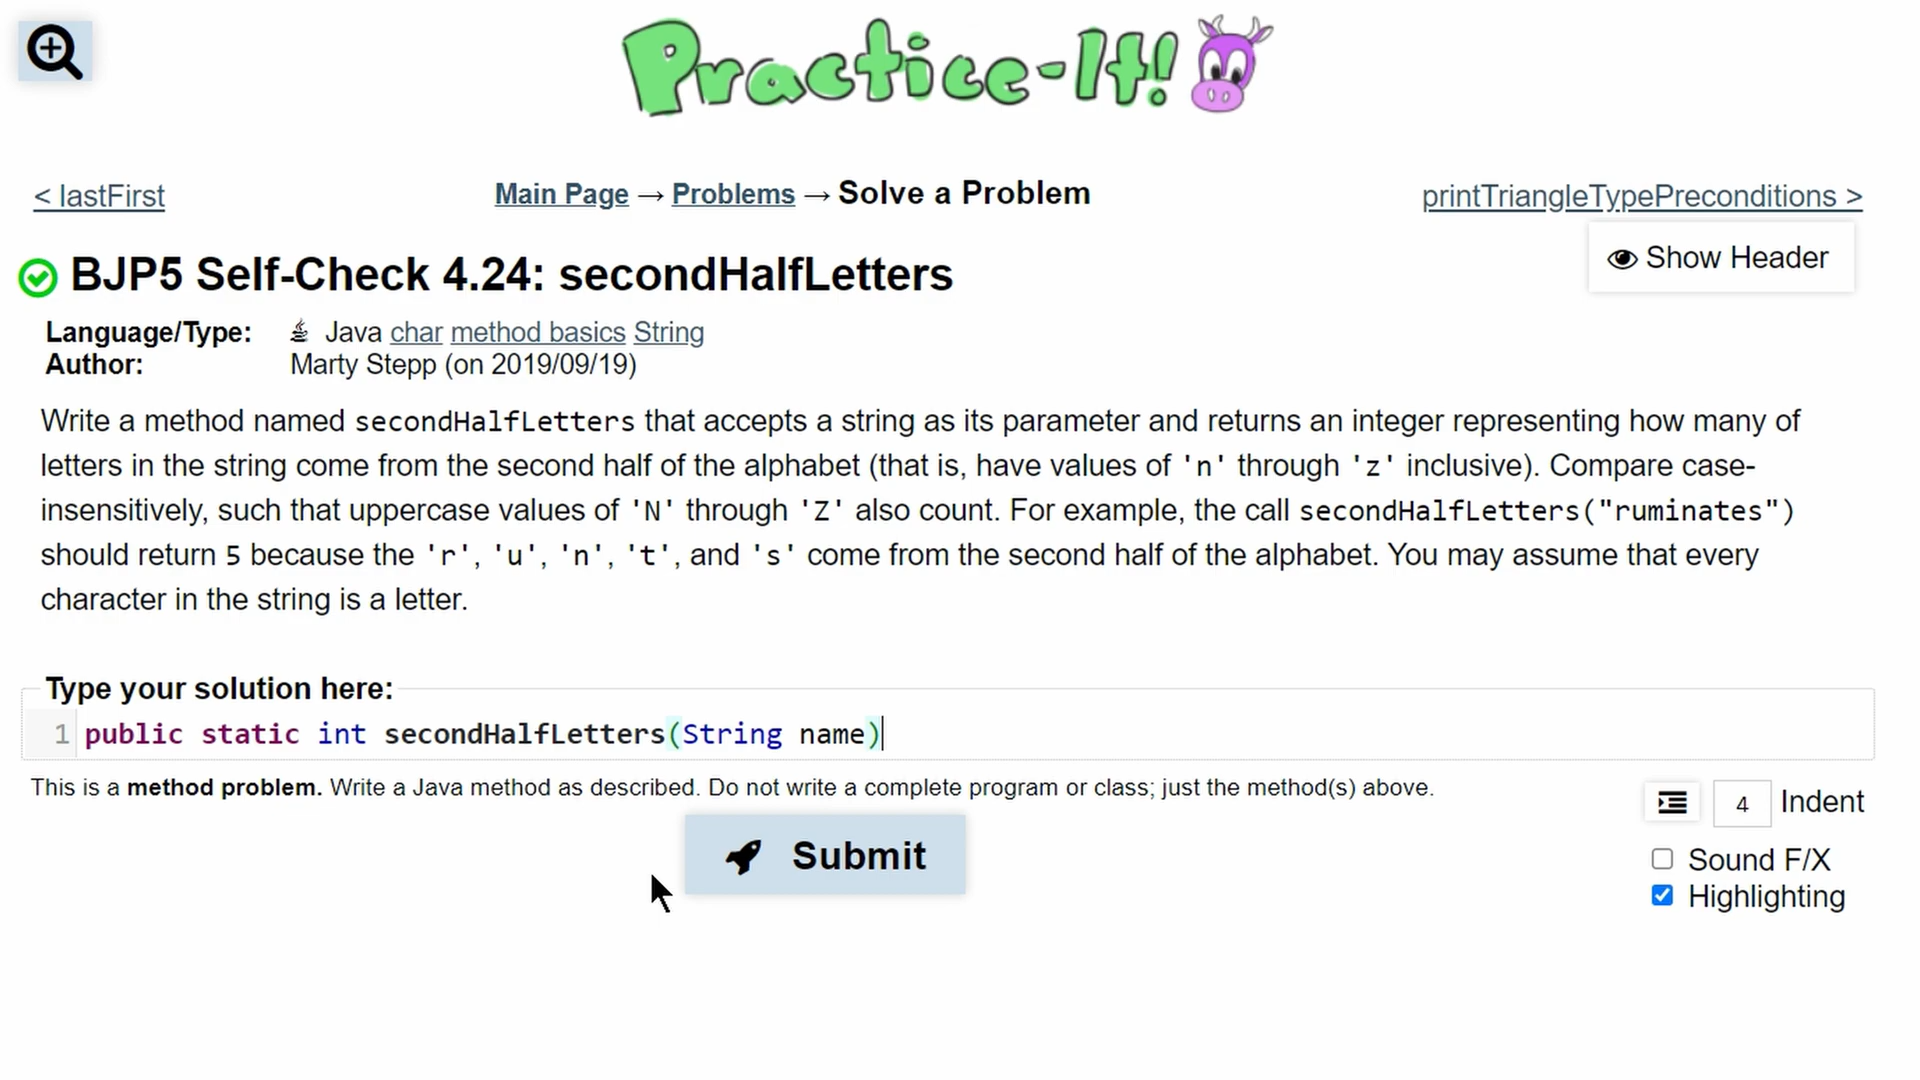 Practice-It!
< lastFirst
Main Page → Problems → Solve a Problem
printTriangleTypePreconditions >
Show Header
BJP5 Self-Check 4.24: secondHalfLetters
Language/Type: Java char method basics String
Author: Marty Stepp (on 2019/09/19)
Write a method named secondHalfLetters that accepts a string as its parameter and returns an integer representing how many of
letters in the string come from the second half of the alphabet (that is, have values of 'n' through 'z' inclusive). Compare case-
insensitively, such that uppercase values of 'N' through 'Z' also count. For example, the call secondHalfLetters("ruminates")
should return 5 because the 'r', 'u', 'n', 't', and 's' come from the second half of the alphabet. You may assume that every
character in the string is a letter.
Type your solution here:
1 public static int secondHalfLetters(String name)
This is a method problem. Write a Java method as described. Do not write a complete program or class; just the method(s) above.
4 Indent
Submit
Sound F/X
Highlighting